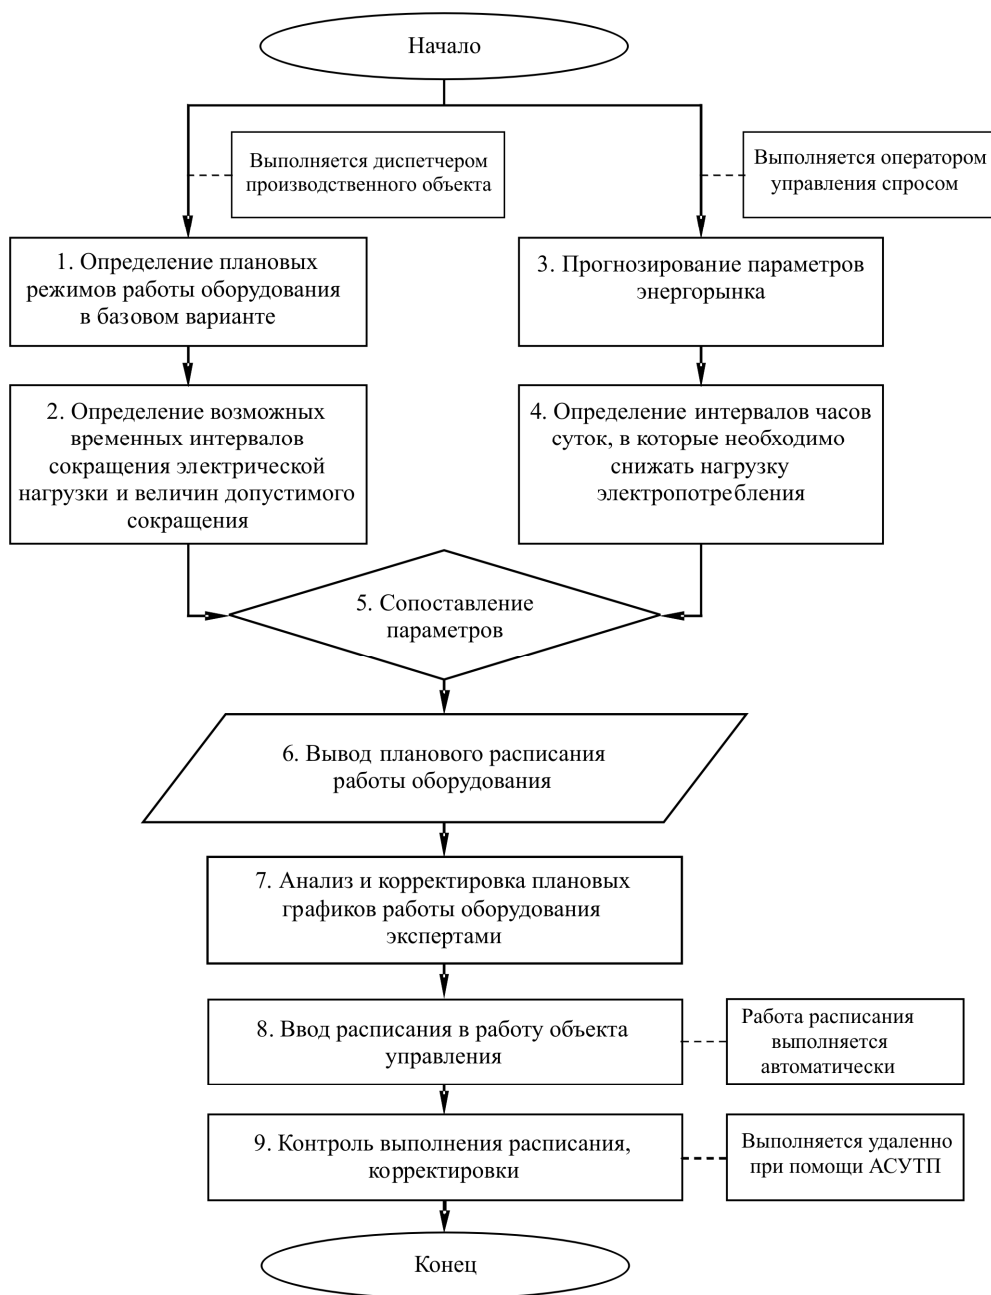 Начало
Выполняется диспетчером
производственного объекта
Выполняется оператором
управления спросом
1. Определение плановых
режимов работы оборудования
в базовом варианте
3. Прогнозирование параметров
энергорынка
2. Определение возможных
временных интервалов
сокращения электрической
нагрузки и величин допустимого
сокращения
4. Определение интервалов часов
суток, в которые необходимо
снижать нагрузку
электропотребления
5. Сопоставление
параметров
6. Вывод планового расписания
работы оборудования
7. Анализ и корректировка плановых
графиков работы оборудования
экспертами
8. Ввод расписания в работу объекта
управления
Работа расписания
выполняется
автоматически
9. Контроль выполнения расписания,
корректировки
Выполняется удаленно
при помощи АСУТП
Конец